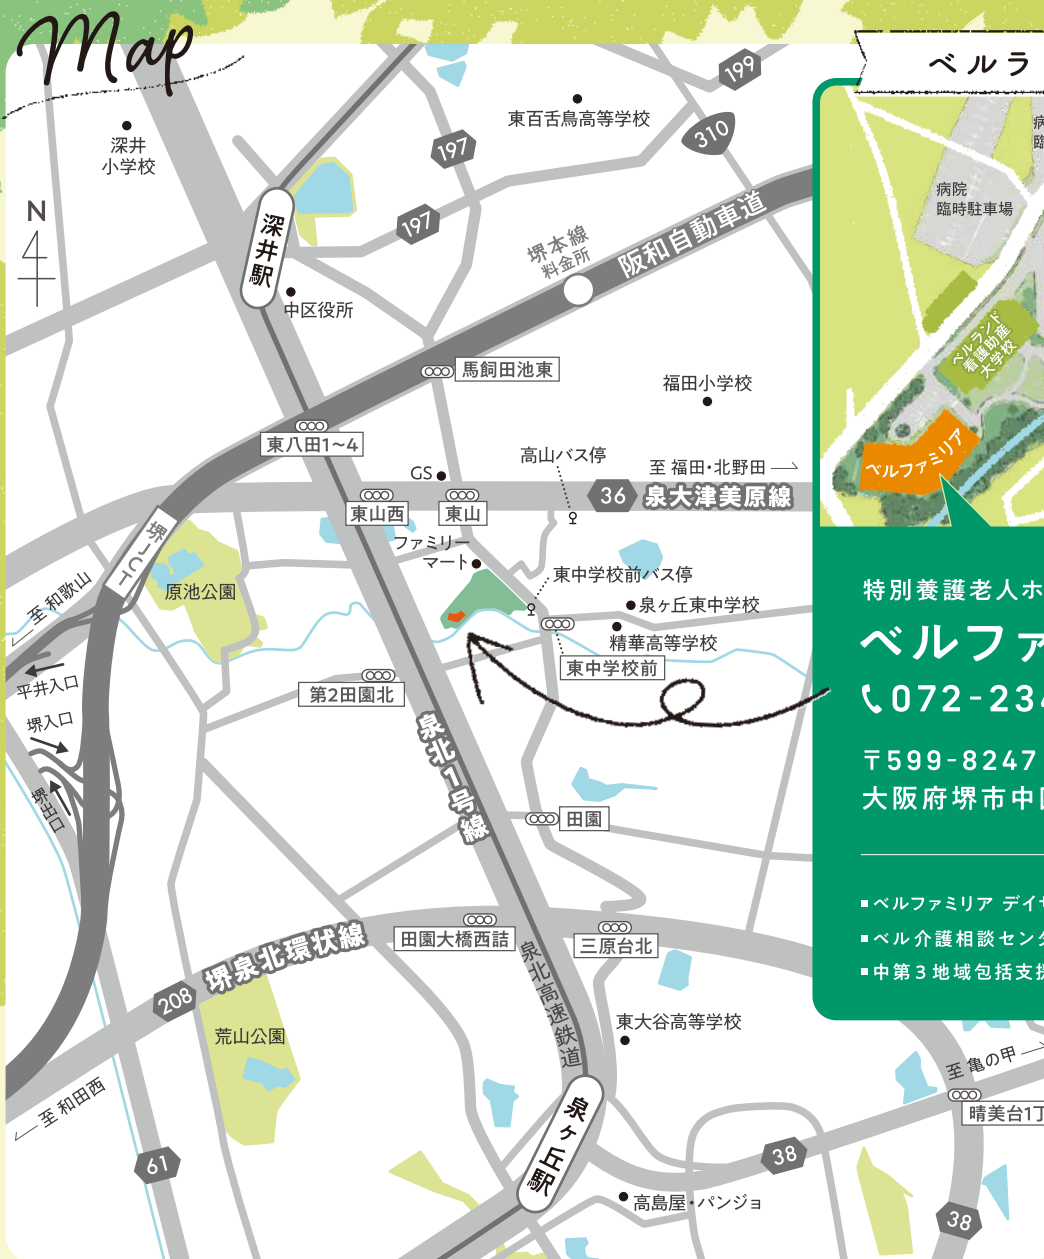 Map
深井
小学校
東百舌鳥高等学校
199
310
197
197
N
深井駅
中区役所
堺本線
料金所
阪和自動車道
馬飼田池東
福田小学校
東八田1～4
高山バス停
GS
至 福田・北野田
36
泉大津美原線
東山西
東山
堺JCT
ファミリー
マート
東中学校前バス停
原池公園
至 和歌山
泉ヶ丘東中学校
精華高等学校
東中学校前
平井入口
第2田園北
堺入口
泉北1号線
堺出口
田園
田園大橋西詰
三原台北
堺泉北環状線
208
泉北高速鉄道
荒山公園
東大谷高等学校
至 和田西
至 亀の甲
晴美台1丁
泉ヶ丘駅
61
38
高島屋・パンジョ
38
ベルラ
病院
臨時駐車場
ベルランド
看護助産
大学校
ベルファミリア
特別養護老人ホ
ベルファ
072-234
〒599-8247
大阪府堺市中区
■ベルファミリア デイサ
■ベル介護相談センタ
■中第3地域包括支援